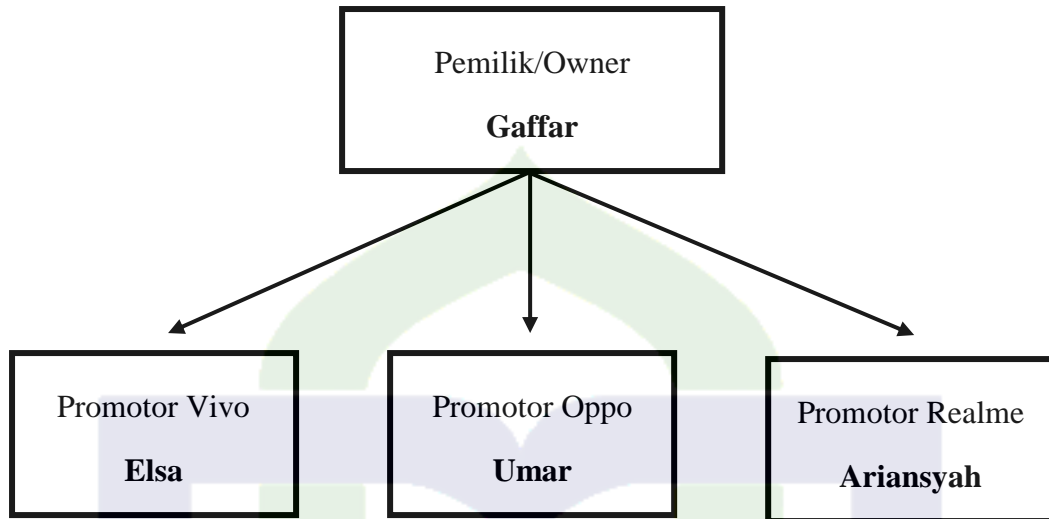 Pemilik/Owner
Gaffar
Promotor Vivo
Elsa
Promotor Oppo
Umar
Promotor Realme
Ariansyah